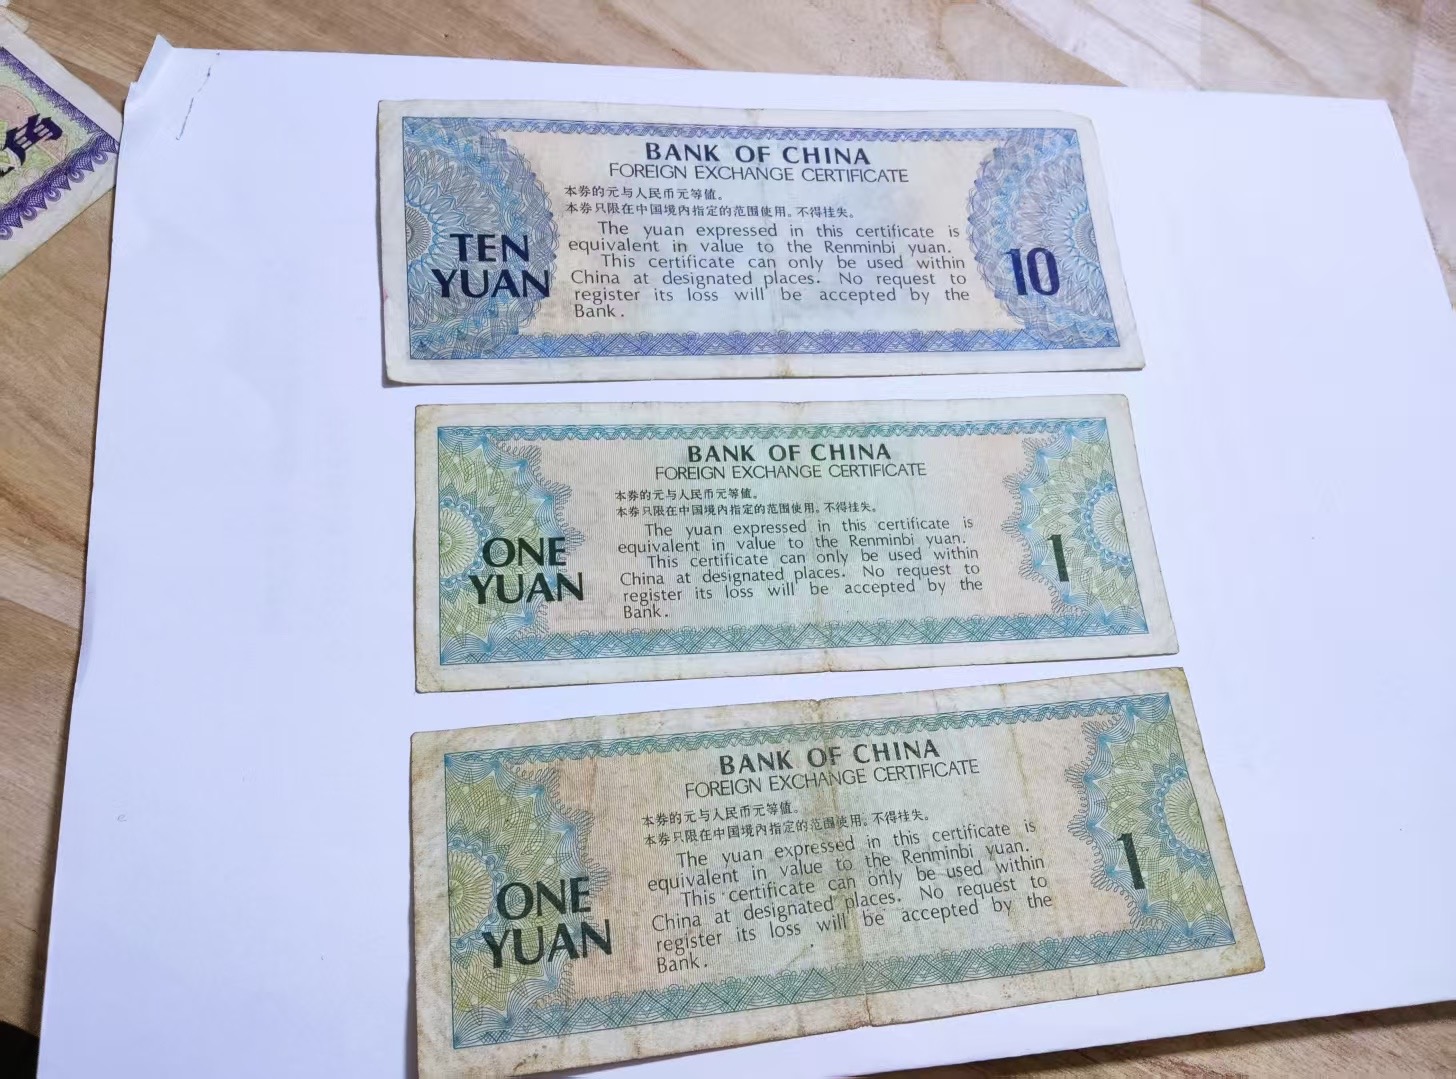 角
BANK OF CHINA
FOREIGN EXCHANGE CERTIFICATE
本券的元与人民币元等值。
本券只限在中国境内指定的范围使用。不得挂失。
The yuan expressed in this certificate is
equivalent in value to the Renminbi yuan.
This certificate can only be used within
China at designated places. No request to
register its loss will be accepted by the
Bank.
TEN
YUAN
10
BANK OF CHINA
FOREIGN EXCHANGE CERTIFICATE
本券的元与人民币元等值。
本券只限在中国境内指定的范围使用。不得挂失。
The yuan expressed in this certificate is
equivalent in value to the Renminbi yuan.
This certificate can only be used within
China at designated places. No request to
register its loss will be accepted by the
Bank.
ONE
YUAN
1
BANK OF CHINA
FOREIGN EXCHANGE CERTIFICATE
本券的元与人民币元等值。
本券只限在中国境内指定的范围使用。不得挂失。
The yuan expressed in this certificate is
equivalent in value to the Renminbi yuan.
This certificate can only be used within
China at designated places. No request to
register its loss will be accepted by the
Bank.
ONE
YUAN
1